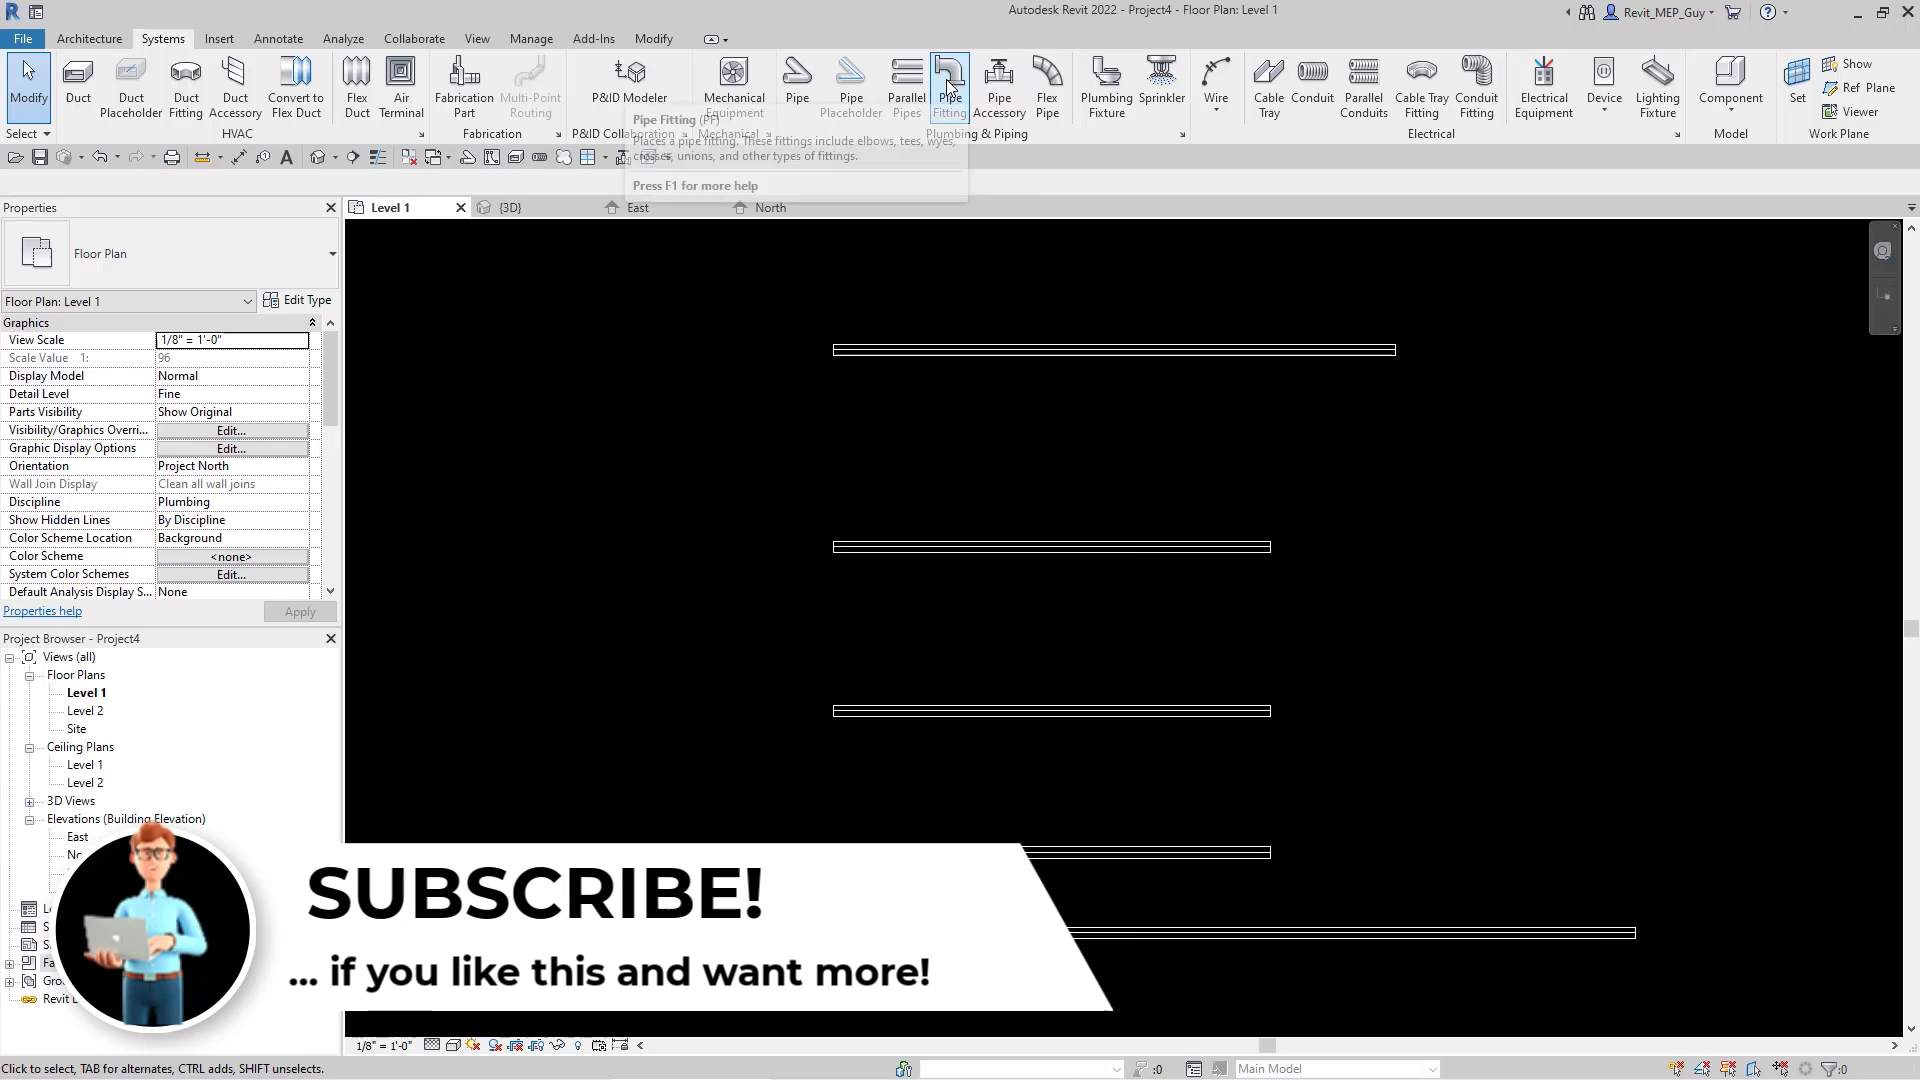 Autodesk Revit 2022 - Project4 - Floor Plan: Level 1
Revit_MEP_Guy
File Architecture Systems Insert Annotate Analyze Collaborate View Manage Add-Ins Modify
Modify
Duct
Duct Placeholder
Duct Fitting
Duct Accessory
Convert to Flex Duct
Flex Duct
Air Terminal
Fabrication Part
Multi-Point Routing
P&ID Modeler
Mechanical Equipment
Pipe
Pipe Placeholder
Parallel Pipes
Pipe Fitting
Pipe Accessory
Flex Pipe
Plumbing Fixture
Sprinkler
Wire
Cable Tray
Conduit
Parallel Conduits
Cable Tray Fitting
Conduit Fitting
Electrical Equipment
Device
Lighting Fixture
Component
Set
Show
Ref Plane
Viewer
Select
HVAC
Fabrication
P&ID Collaboration
Mechanical
Plumbing & Piping
Electrical
Model
Work Plane
Pipe Fitting (PF)
Places a pipe fitting. These fittings include elbows, tees, wyes,
crosses, unions, and other types of fittings.
Press F1 for more help
Properties
Level 1
{3D}
East
North
Floor Plan
Floor Plan: Level 1
Edit Type
Graphics
View Scale 1/8" = 1'-0"
Scale Value 1: 96
Display Model Normal
Detail Level Fine
Parts Visibility Show Original
Visibility/Graphics Overri... Edit...
Graphic Display Options Edit...
Orientation Project North
Wall Join Display Clean all wall joins
Discipline Plumbing
Show Hidden Lines By Discipline
Color Scheme Location Background
Color Scheme <none>
System Color Schemes Edit...
Default Analysis Display S... None
Properties help
Apply
Project Browser - Project4
Views (all)
Floor Plans
Level 1
Level 2
Site
Ceiling Plans
Level 1
Level 2
3D Views
Elevations (Building Elevation)
East
SUBSCRIBE!
... if you like this and want more!
1/8" = 1'-0"
Click to select, TAB for alternates, CTRL adds, SHIFT unselects.
:0
Main Model
:0